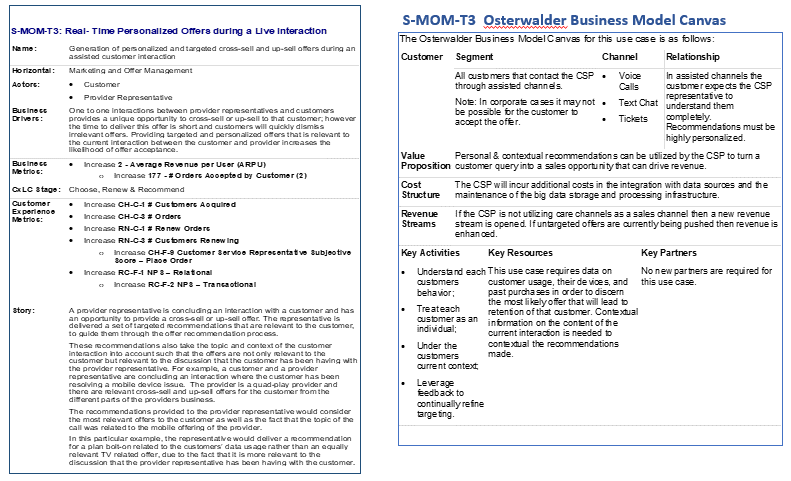 S-MOM-T3: Real- Time Personalized Offers during a Live Interaction
Name: Generation of personalized and targeted cross-sell and up-sell offers during an
assisted customer interaction
Horizontal: Marketing and Offer Management
Actors: • Customer
• Provider Representative
Business Drivers: One to one interactions between provider representatives and customers
provides a unique opportunity to cross-sell or up-sell to that customer; however
the time to deliver this offer is short and customers will quickly dismiss
irrelevant offers. Providing targeted and personalized offers that is relevant to
the current interaction between the customer and provider increases the
likelihood of offer acceptance.
Business Metrics: • Increase 2 - Average Revenue per User (ARPU)
o Increase 177 - # Orders Accepted by Customer (2)
CxLC Stage: Choose, Renew & Recommend
Customer Experience Metrics: • Increase CH-C-1 # Customers Acquired
• Increase CH-C-3 # Orders
• Increase RN-C-1 # Renew Orders
• Increase RN-C-3 # Customers Renewing
o Increase CH-F-9 Customer Service Representative Subjective
Score – Place Order
• Increase RC-F-1 NPS – Relational
o Increase RC-F-2 NPS – Transactional
Story: A provider representative is concluding an interaction with a customer and has
an opportunity to provide a cross-sell or up-sell offer. The representative is
delivered a set of targeted recommendations that are relevant to the customer,
to guide them through the offer recommendation process.
These recommendations also take the topic and context of the customer
interaction into account such that the offers are not only relevant to the
customer but relevant to the discussion that the customer has been having with
the provider representative. For example, a customer and a provider
representative are concluding an interaction where the customer has been
resolving a mobile device issue. The provider is a quad-play provider and
there are relevant cross-sell and up-sell offers for the customer from the
different parts of the providers business.
The recommendations provided to the provider representative would consider
the most relevant offers to the customer as well as the fact that the topic of the
call was related to the mobile offering of the provider.
In this particular example, the representative would deliver a recommendation
for a plan bolt-on related to the customers' data usage rather than an equally
relevant TV related offer, due to the fact that it is more relevant to the
discussion that the provider representative has been having with the customer.
S-MOM-T3 Osterwalder Business Model Canvas
The Osterwalder Business Model Canvas for this use case is as follows:
Customer Segment Channel Relationship
All customers that contact the CSP
through assisted channels.
Note: In corporate cases it may not
be possible for the customer to
accept the offer.
• Voice
Calls
• Text Chat
• Tickets
In assisted channels the
customer expects the CSP
representative to
understand them
completely.
Recommendations must be
highly personalized.
Value Proposition Personal & contextual recommendations can be utilized by the CSP to turn a
customer query into a sales opportunity that can drive revenue.
Cost Structure The CSP will incur additional costs in the integration with data sources and the
maintenance of the big data storage and processing infrastructure.
Revenue Streams If the CSP is not utilizing care channels as a sales channel then a new revenue
stream is opened. If untargeted offers are currently being pushed then revenue is
enhanced.
Key Activities Key Resources Key Partners
• Understand each
customers
behavior;
• Treat each
customer as an
individual;
• Under the
customers
current context;
• Leverage
feedback to
continually refine
targeting.
This use case requires data on
customer usage, their devices, and
past purchases in order to discern
the most likely offer that will lead to
retention of that customer. Contextual
information on the content of the
current interaction is needed to
contextual the recommendations
made.
No new partners are required for
this use case.